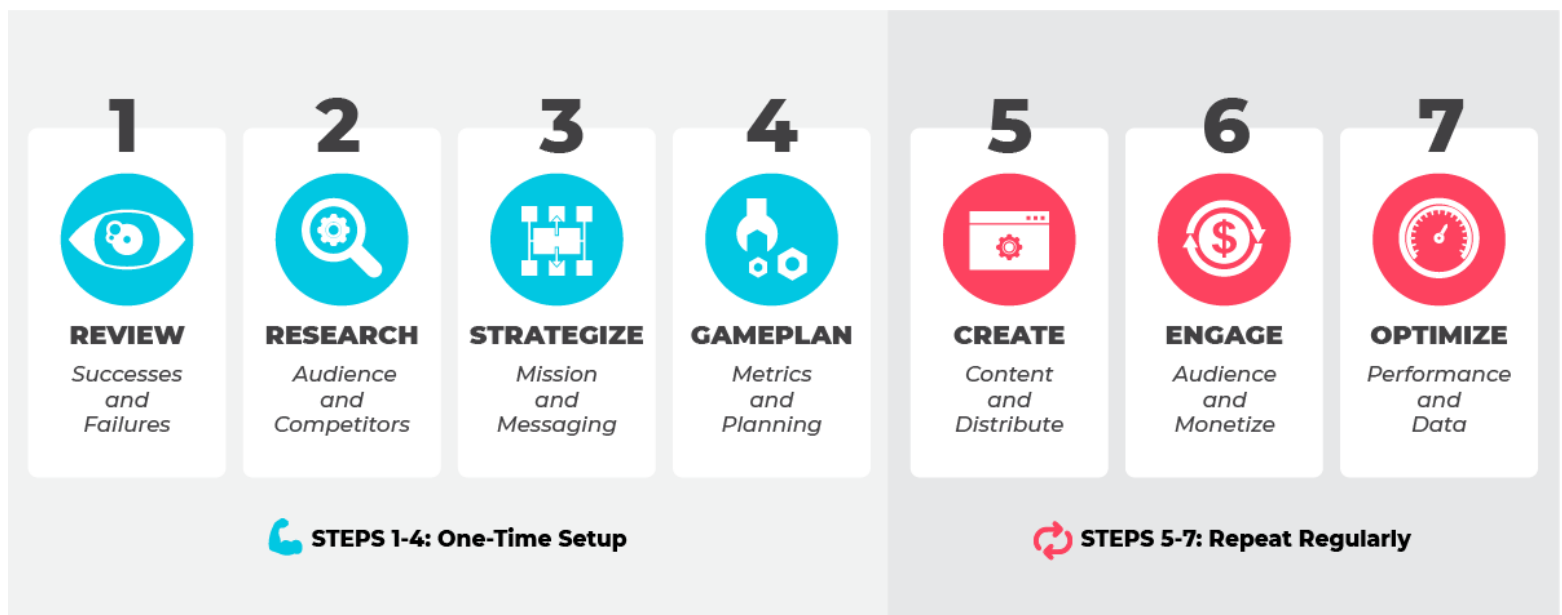 1
REVIEW
Successes
and
Failures
2
RESEARCH
Audience
and
Competitors
3
STRATEGIZE
Mission
and
Messaging
4
GAMEPLAN
Metrics
and
Planning
STEPS 1-4: One-Time Setup
5
CREATE
Content
and
Distribute
6
ENGAGE
Audience
and
Monetize
7
OPTIMIZE
Performance
and
Data
STEPS 5-7: Repeat Regularly